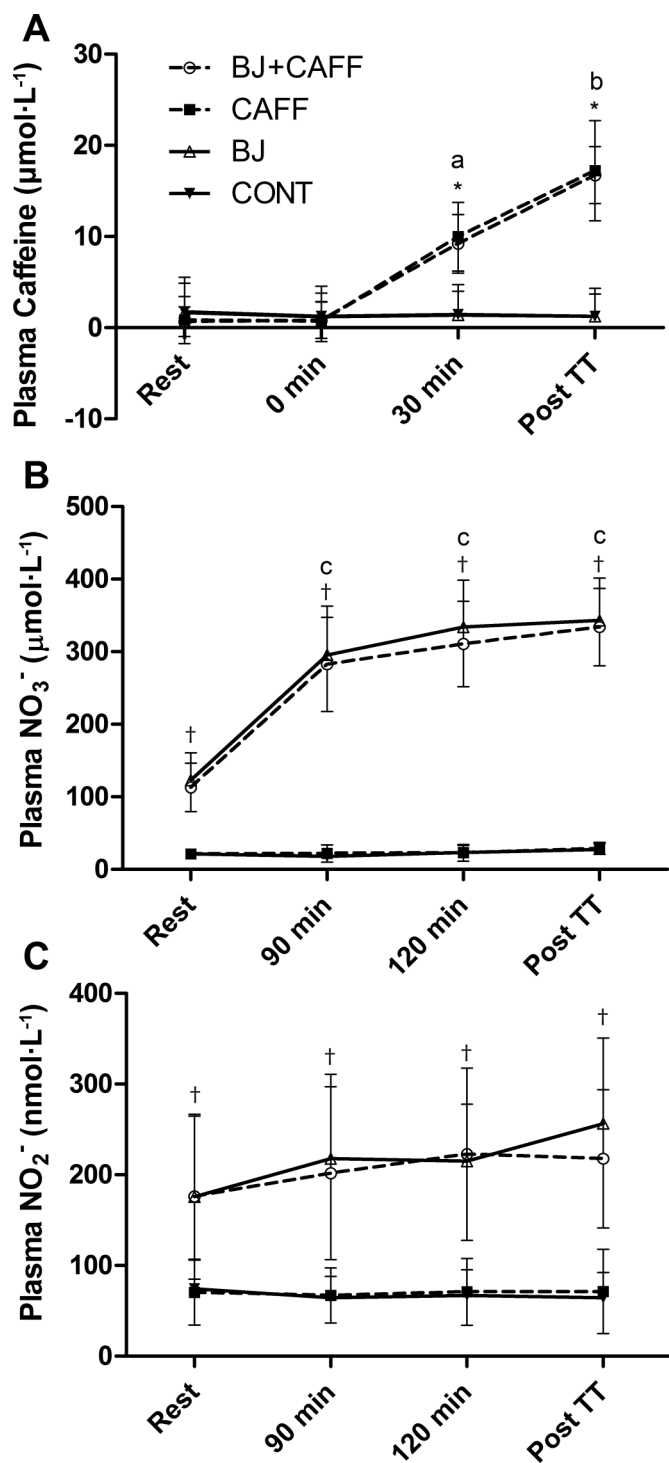 A
Plasma Caffeine (µmol·L⁻¹)
30
20
10
0
-10
BJ+CAFF
CAFF
BJ
CONT
a
*
b
*
Rest
0 min
30 min
Post TT
B
Plasma NO₃⁻ (µmol·L⁻¹)
500
400
300
200
100
0
†
c
†
c
†
c
†
Rest
90 min
120 min
Post TT
C
Plasma NO₂⁻ (nmol·L⁻¹)
400
300
200
100
0
†
†
†
†
Rest
90 min
120 min
Post TT